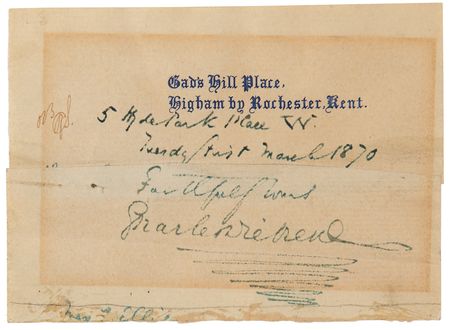 Gad's Hill Place,
Higham by Rochester, Kent.
5 Hyde Park Place W.
Tuesday first March 1870
Faithfully yours
Charles Dickens
Ellis